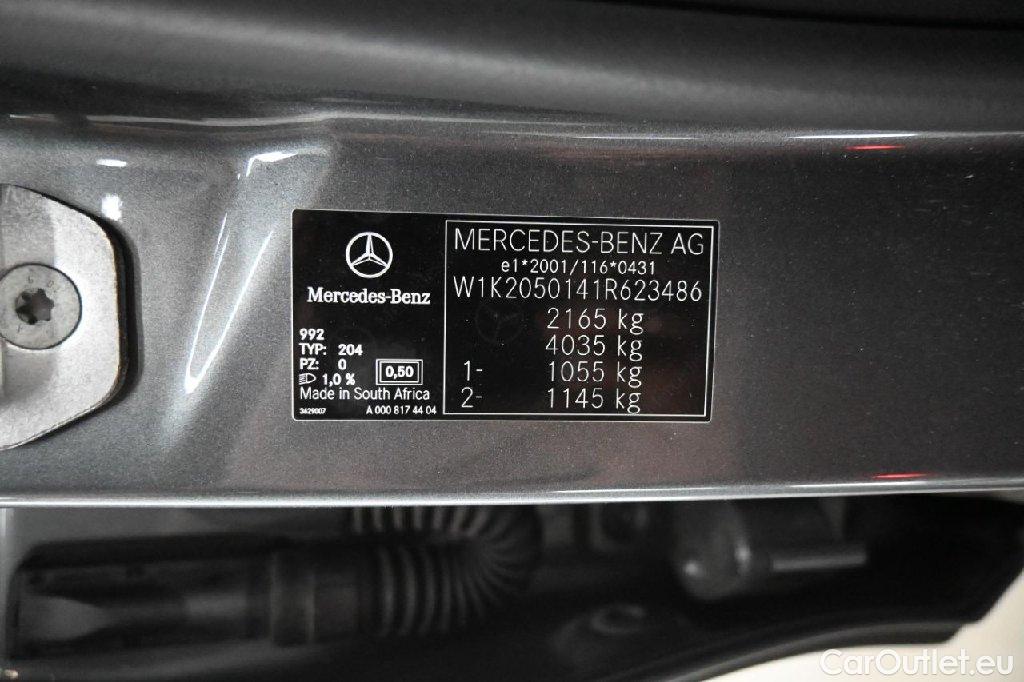 Mercedes-Benz
992
TYP: 204
PZ: 0
1,0 %
0,50
Made in South Africa
3629007
A 000 817 44 04
MERCEDES-BENZ AG
e1*2001/116*0431
W1K2050141R623486
2165 kg
4035 kg
1- 1055 kg
2- 1145 kg
CarOutlet.eu